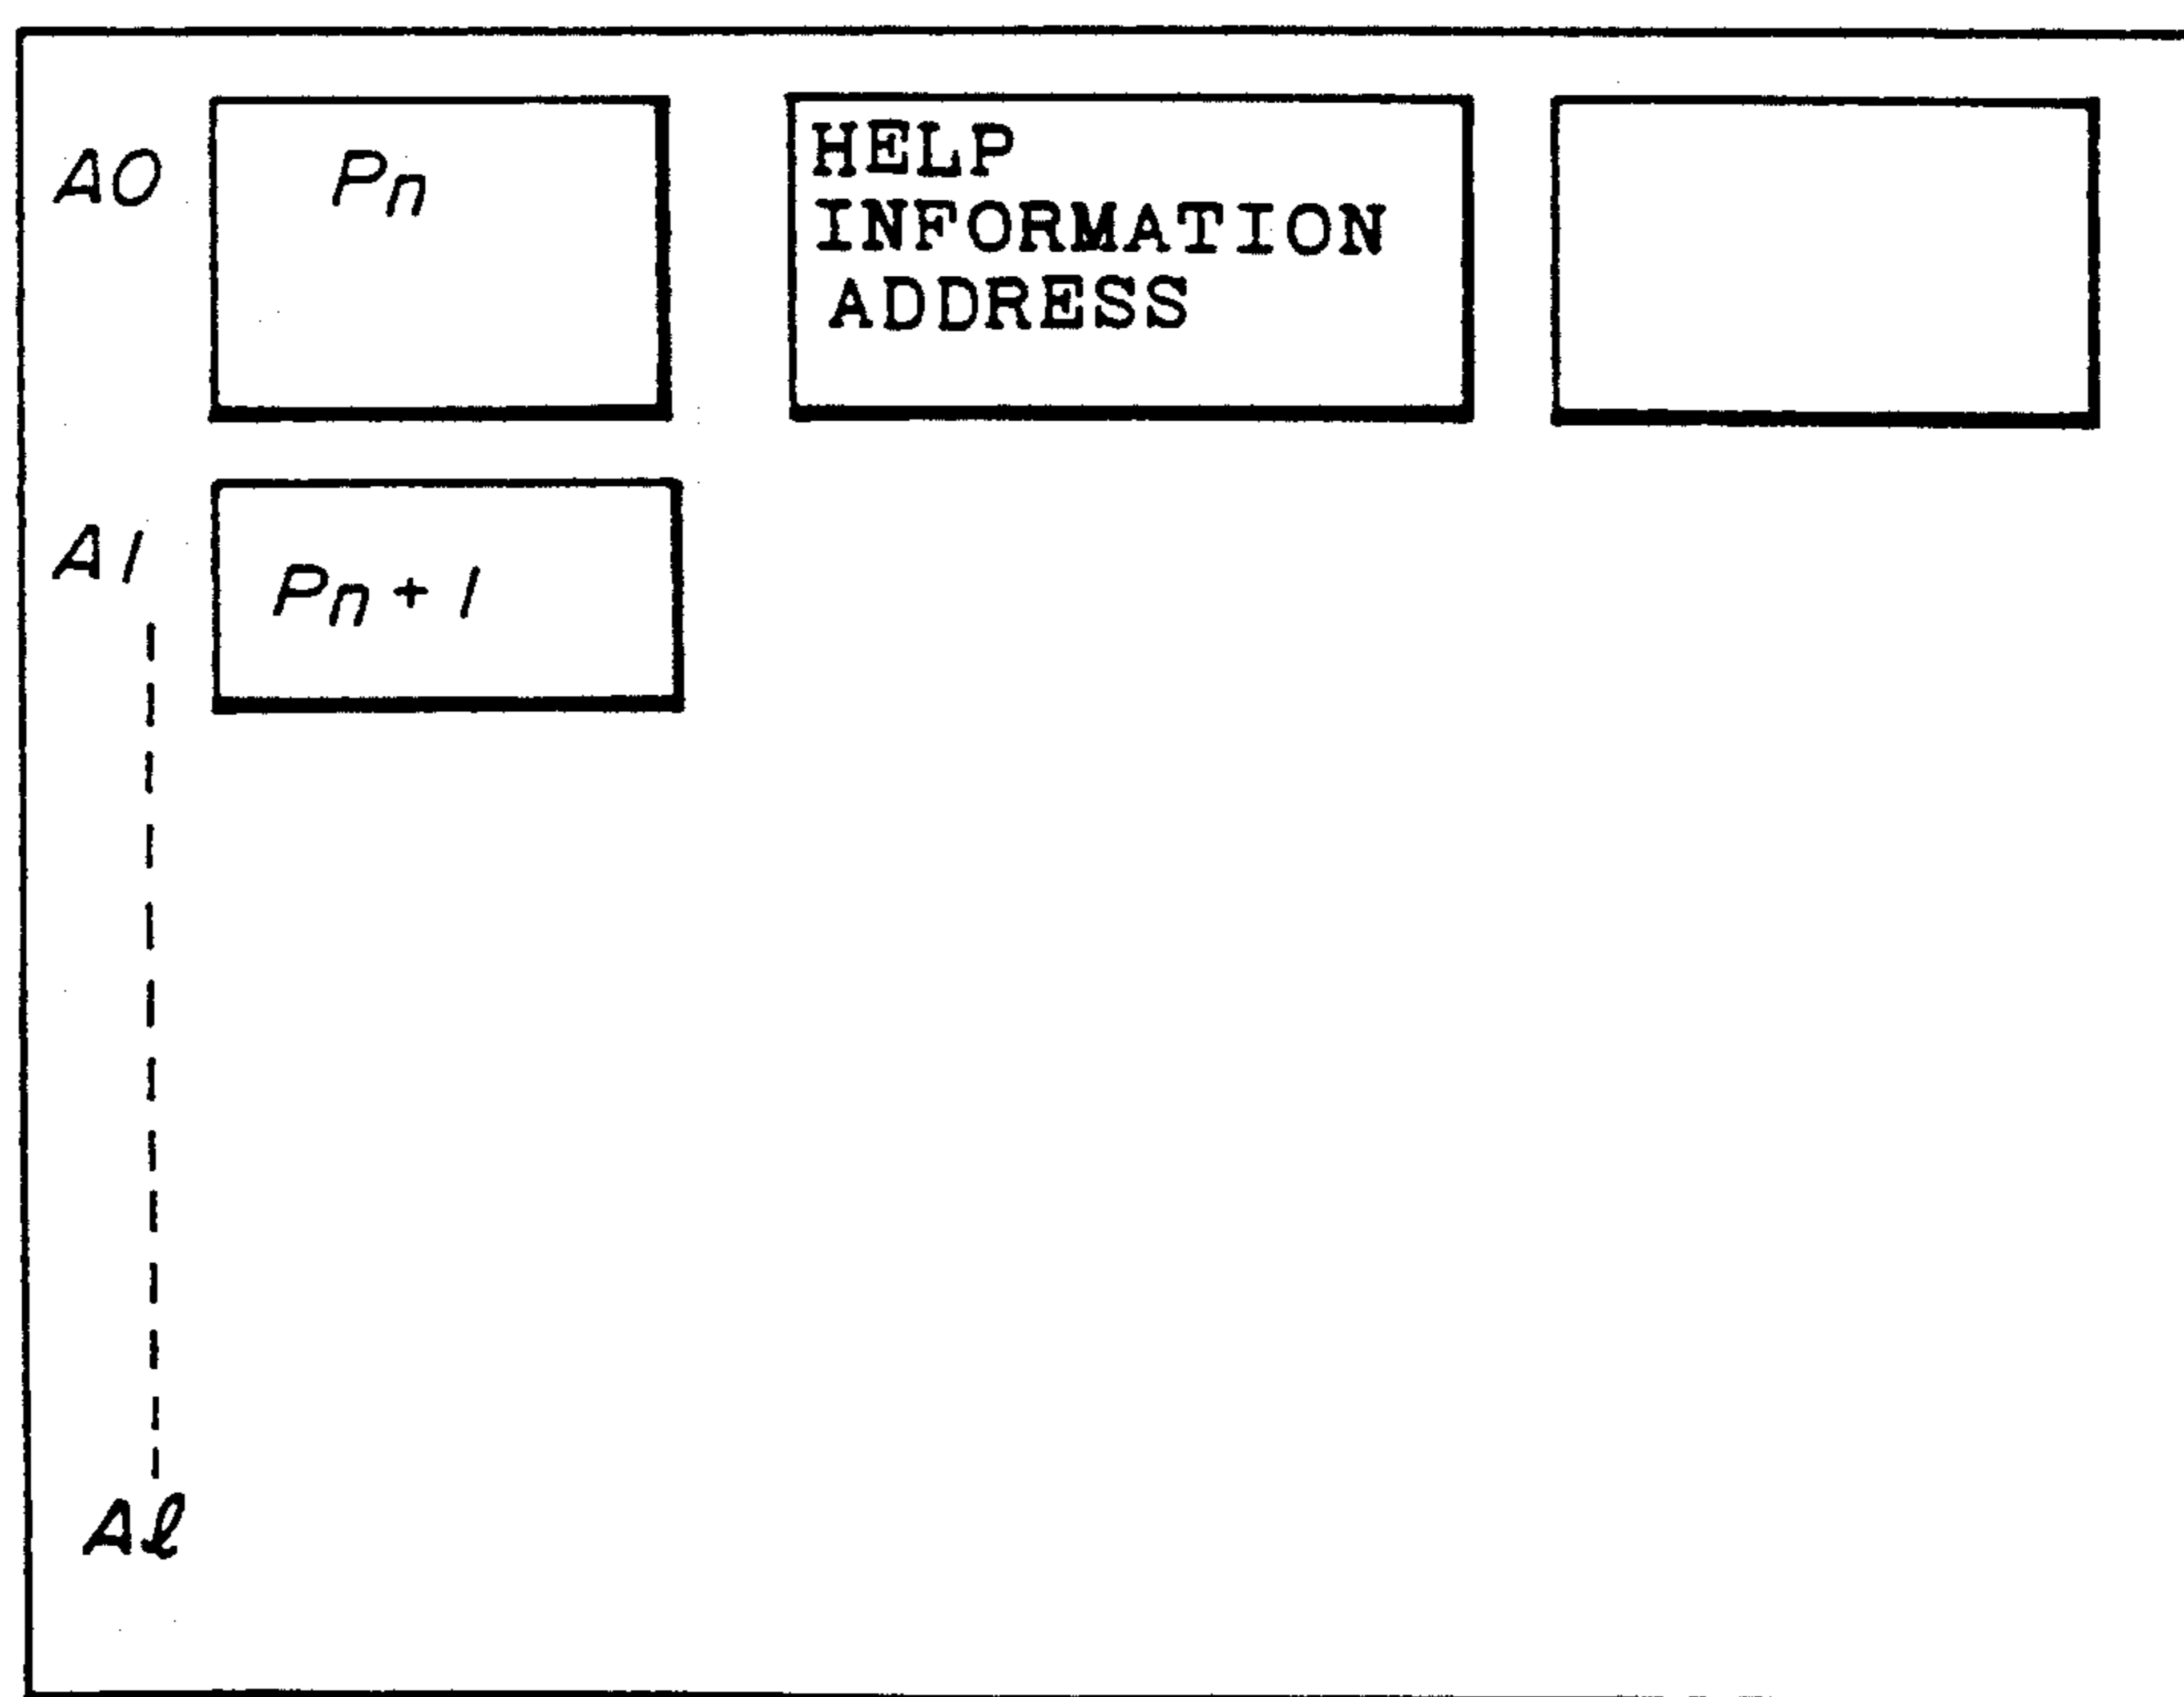 A0
Pn
HELP
INFORMATION
ADDRESS
A1
Pn+1
Aℓ